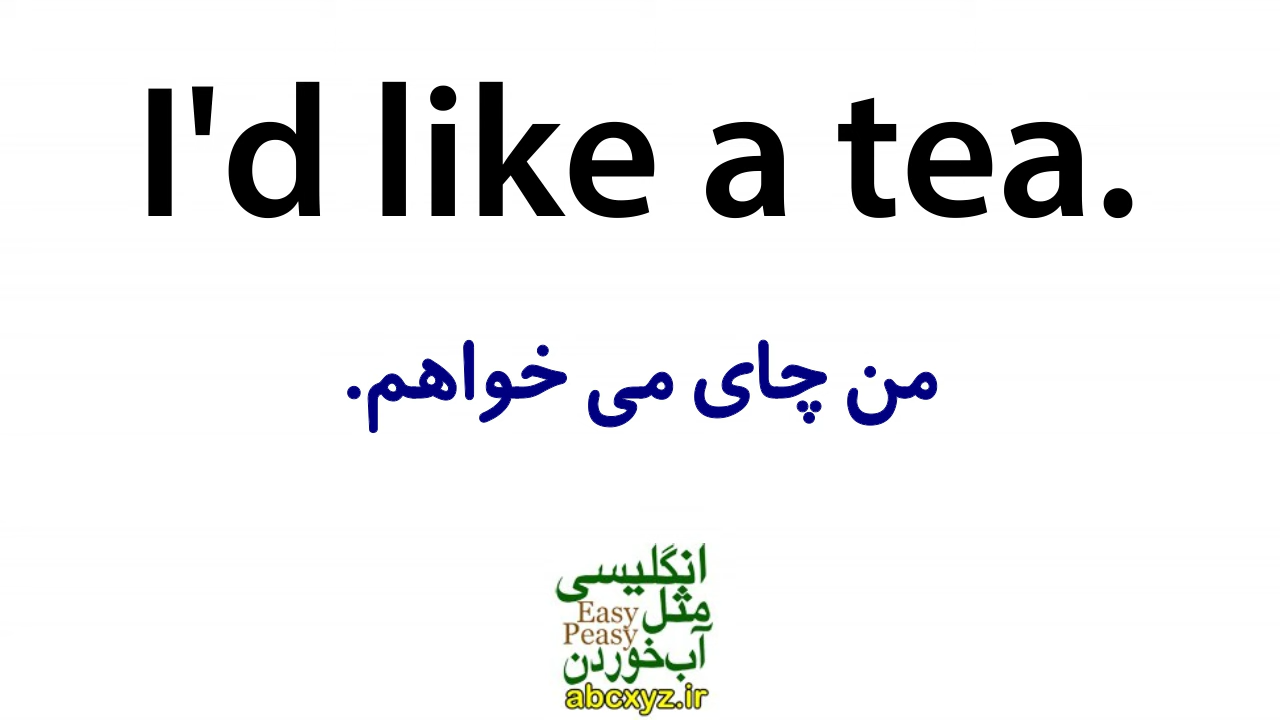 I'd like a tea.
من چای می خواهم.
انگلیسی
مثل Easy
Peasy
آب‌خوردن
abcxyz.ir